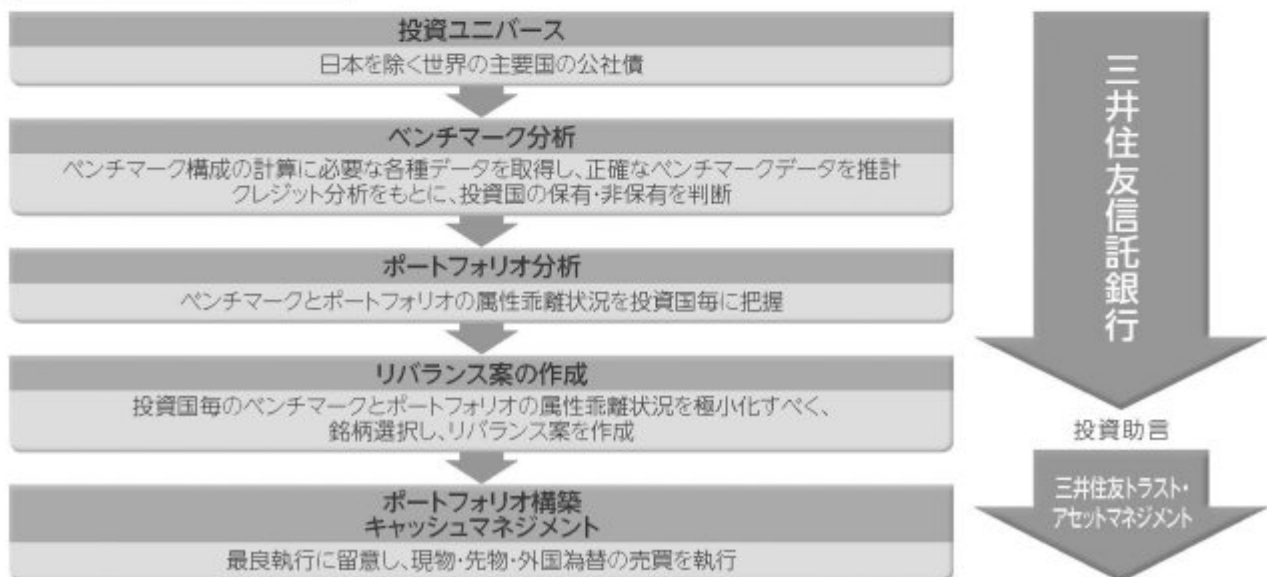 投資ユニバース
日本を除く世界の主要国の公社債
ベンチマーク分析
ベンチマーク構成の計算に必要な各種データを取得し、正確なベンチマークデータを推計
クレジット分析をもとに、投資国の保有・非保有を判断
ポートフォリオ分析
ベンチマークとポートフォリオの属性乖離状況を投資国毎に把握
リバランス案の作成
投資国毎のベンチマークとポートフォリオの属性乖離状況を極小化すべく、
銘柄選択し、リバランス案を作成
ポートフォリオ構築
キャッシュマネジメント
最良執行に留意し、現物・先物・外国為替の売買を執行
三井住友信託銀行
投資助言
三井住友トラスト・
アセットマネジメント